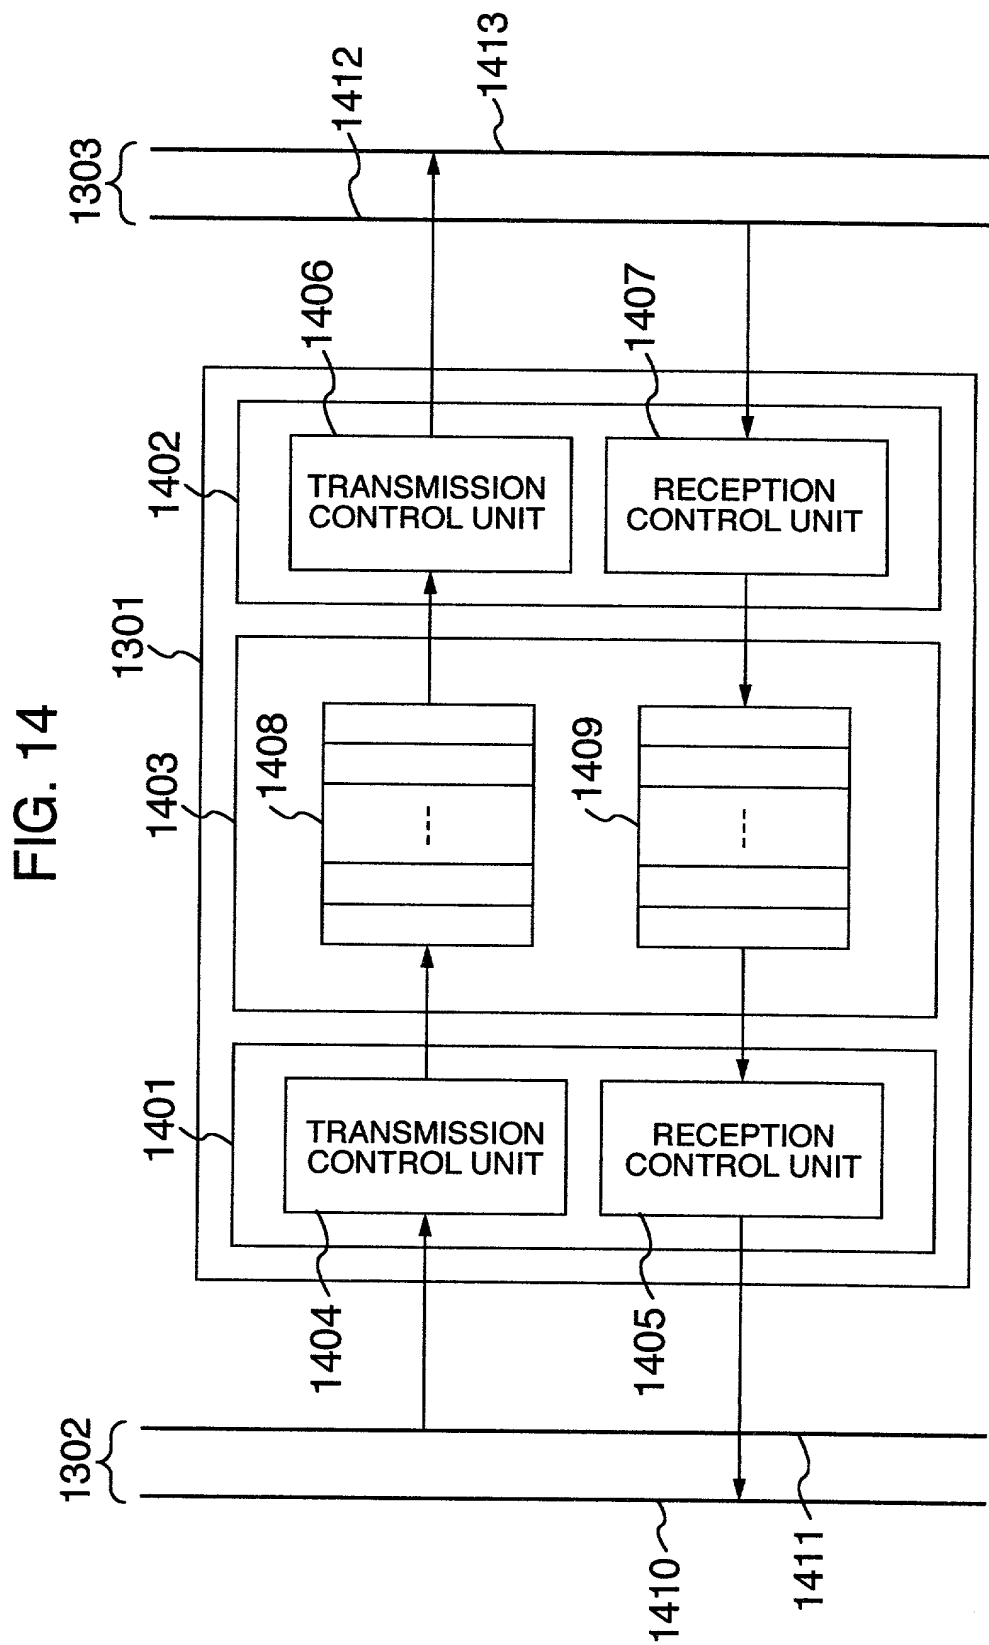 FIG. 14
1303
1412
1413
1402
1406
1407
TRANSMISSION
CONTROL UNIT
RECEPTION
CONTROL UNIT
1301
1403
1408
1409
1401
TRANSMISSION
CONTROL UNIT
RECEPTION
CONTROL UNIT
1404
1405
1302
1410
1411